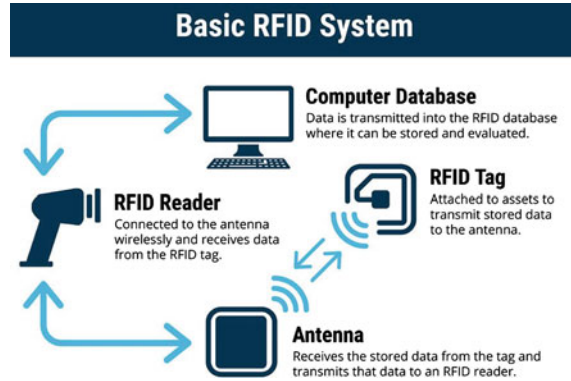 Basic RFID System
Computer Database
Data is transmitted into the RFID database
where it can be stored and evaluated.
RFID Tag
Attached to assets to
transmit stored data
to the antenna.
RFID Reader
Connected to the antenna
wirelessly and receives data
from the RFID tag.
Antenna
Receives the stored data from the tag and
transmits that data to an RFID reader.